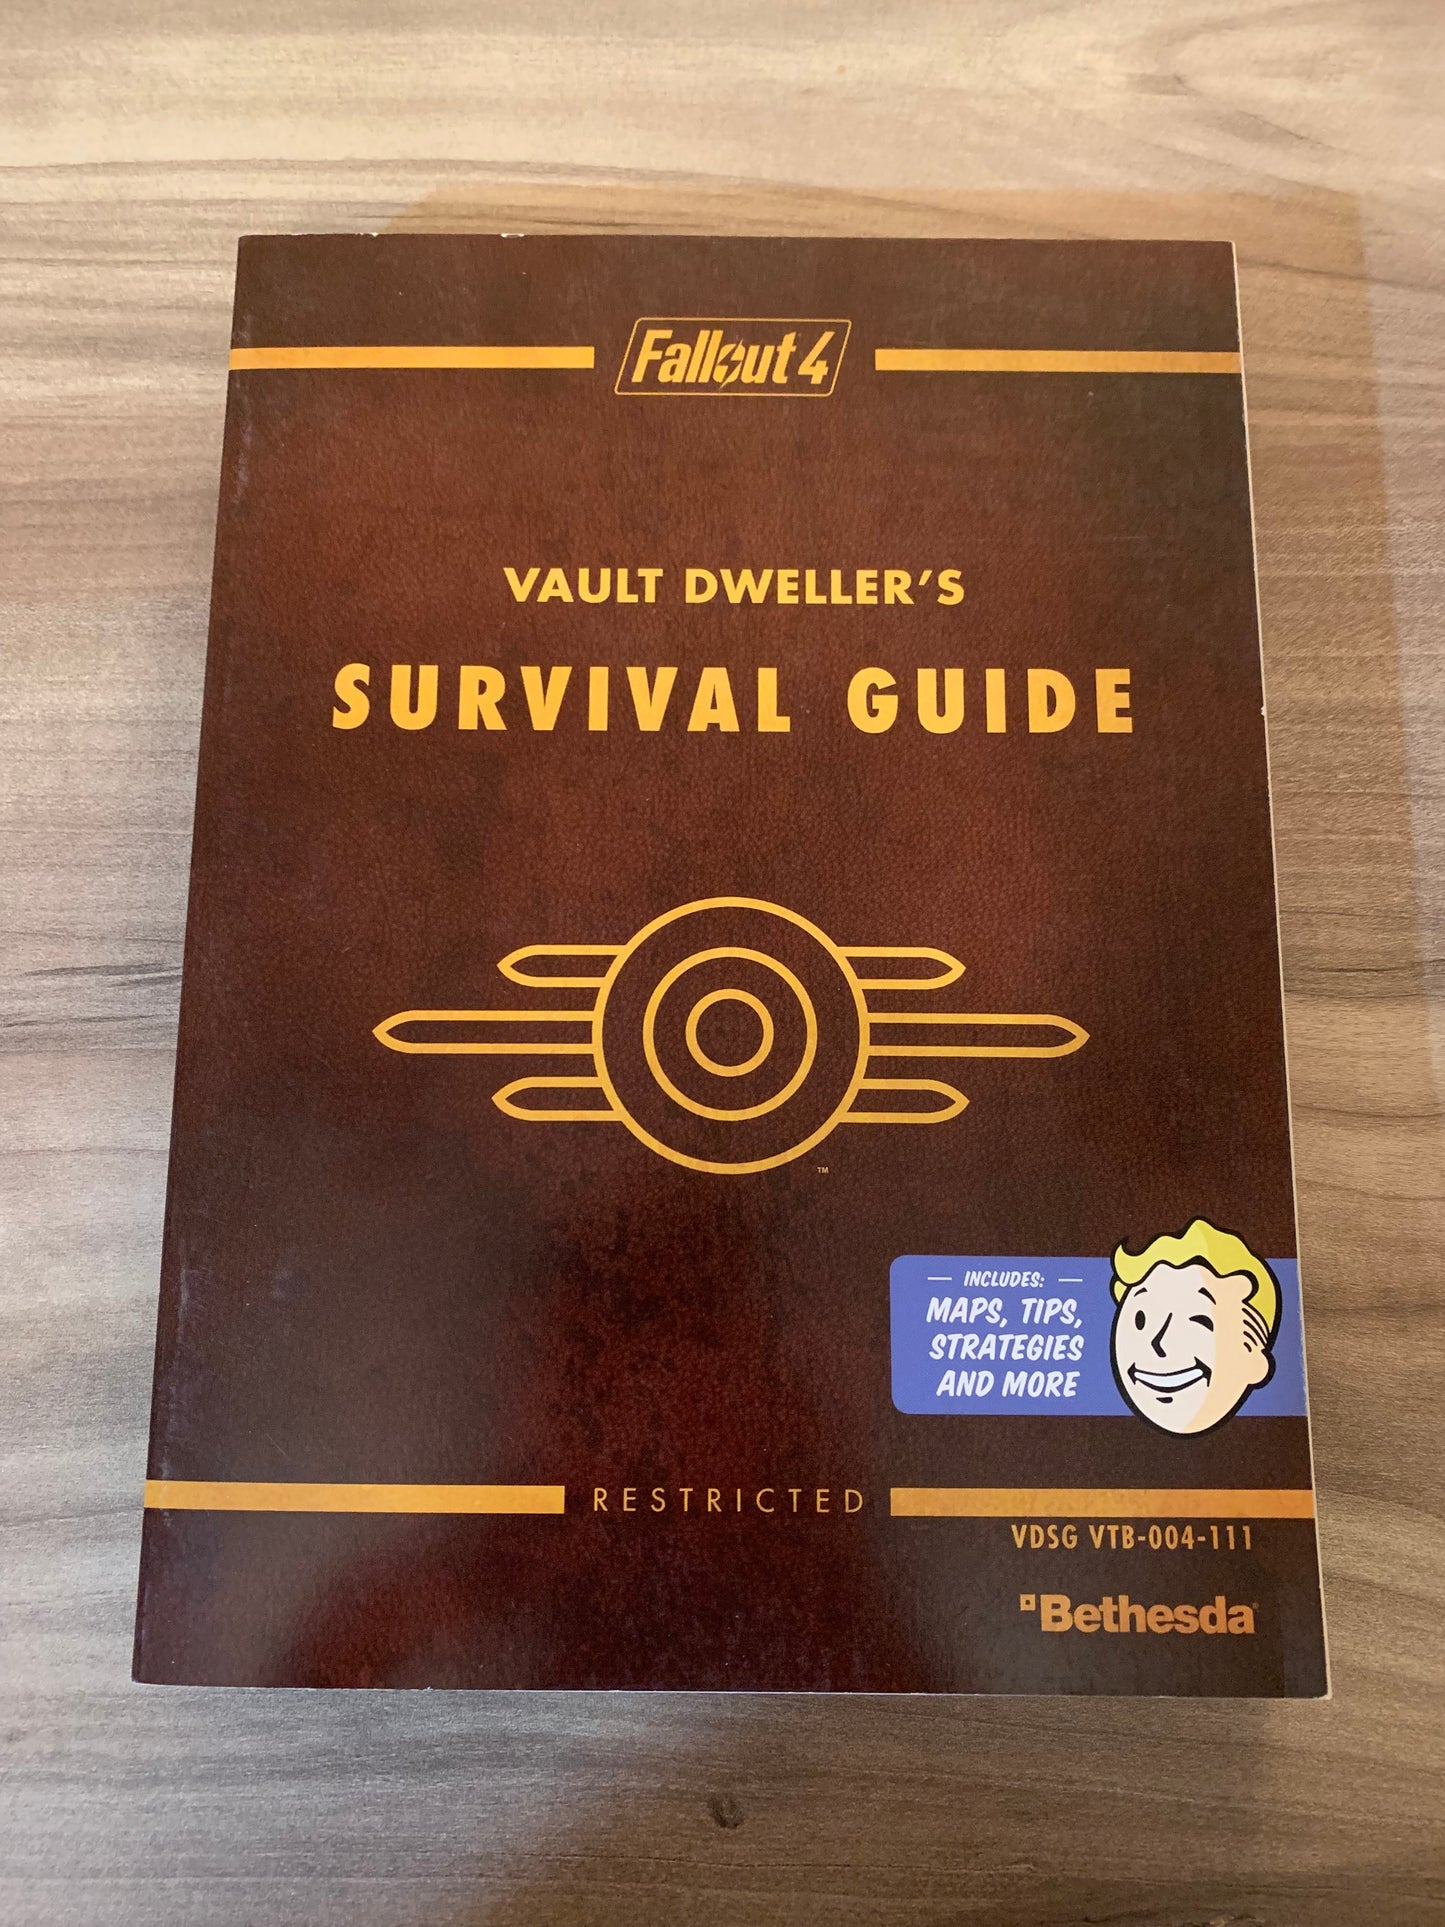 Fallout 4
VAULT DWELLER'S
SURVIVAL GUIDE
™
INCLUDES:
MAPS, TIPS,
STRATEGIES
AND MORE
RESTRICTED
VDSG VTB-004-111
Bethesda